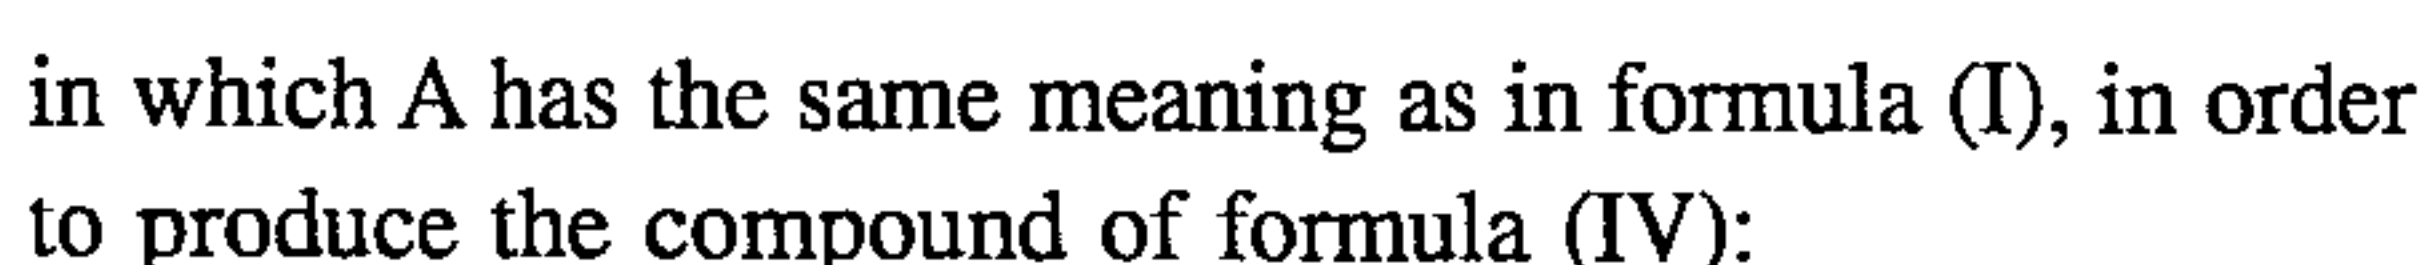 in which A has the same meaning as in formula (I), in order
to produce the compound of formula (IV):